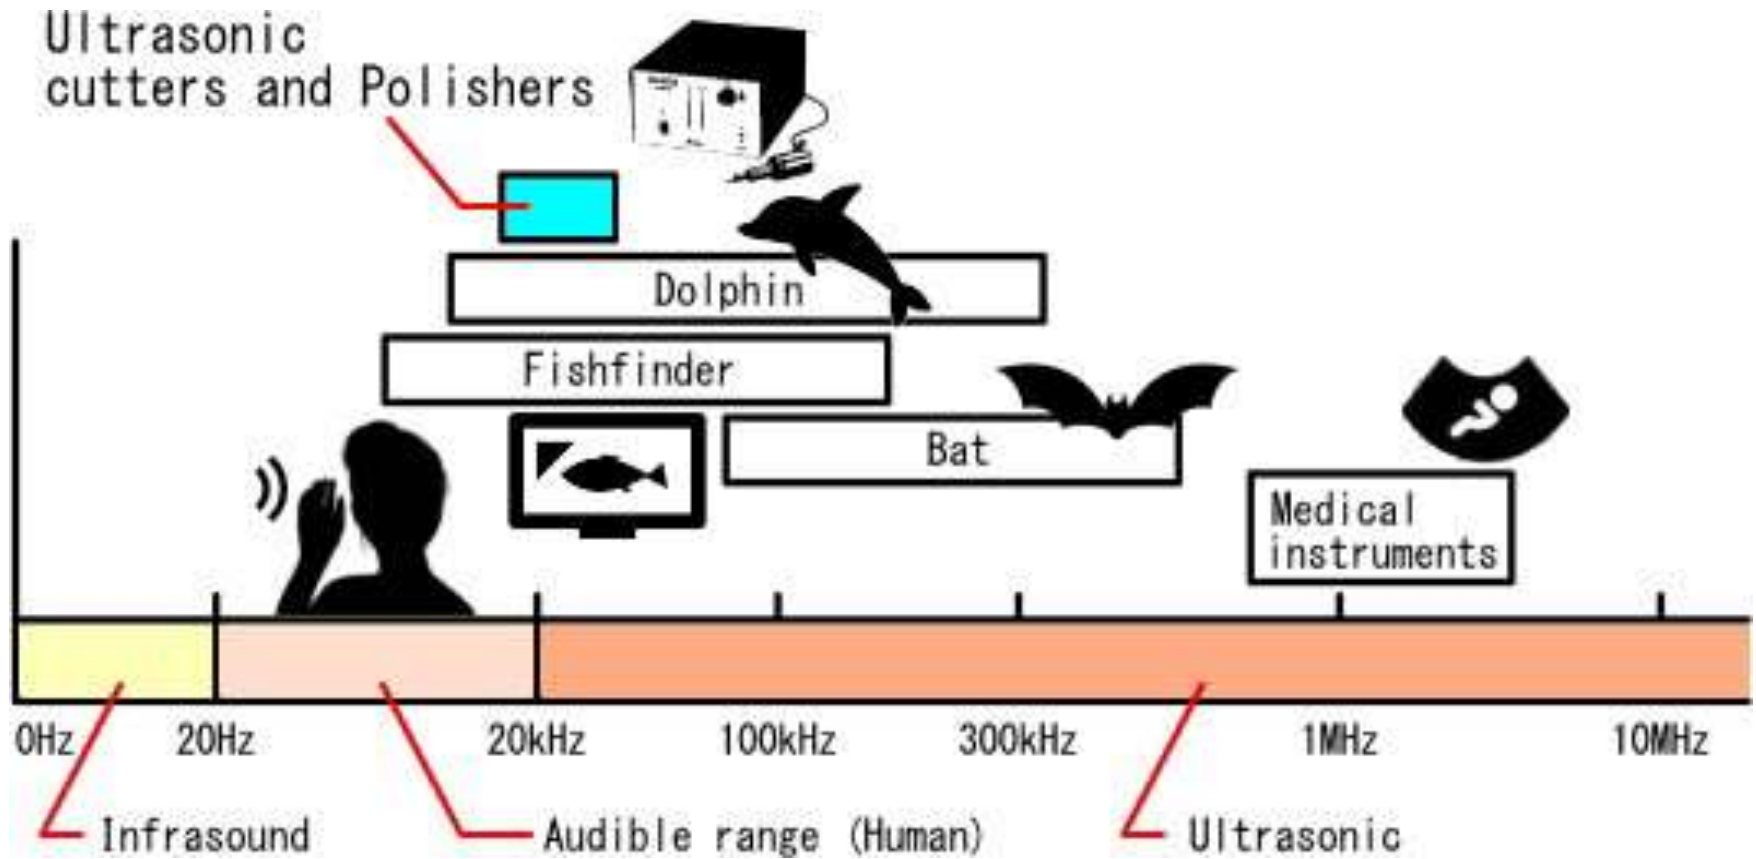 Ultrasonic
cutters and Polishers
Dolphin
Fishfinder
Bat
Medical
instruments
0Hz 20Hz 20kHz 100kHz 300kHz 1MHz 10MHz
Infrasound Audible range (Human) Ultrasonic